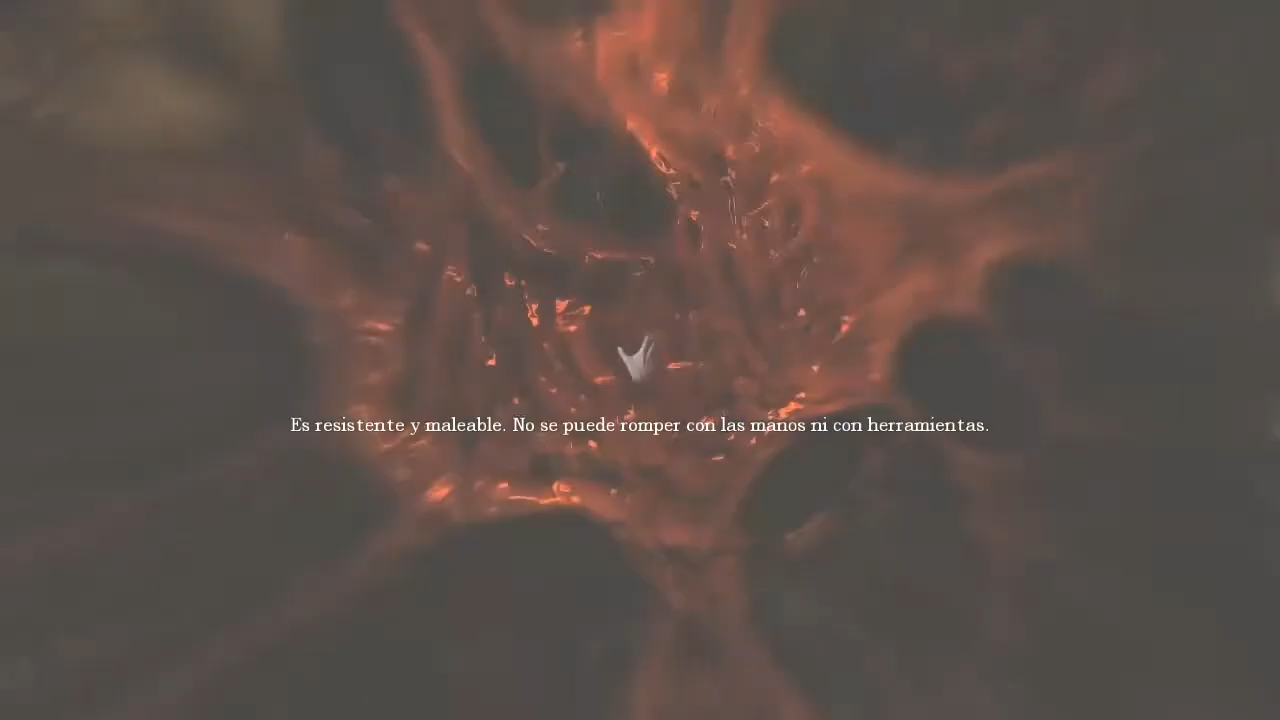 Es resistente y maleable. No se puede romper con las manos ni con herramientas.